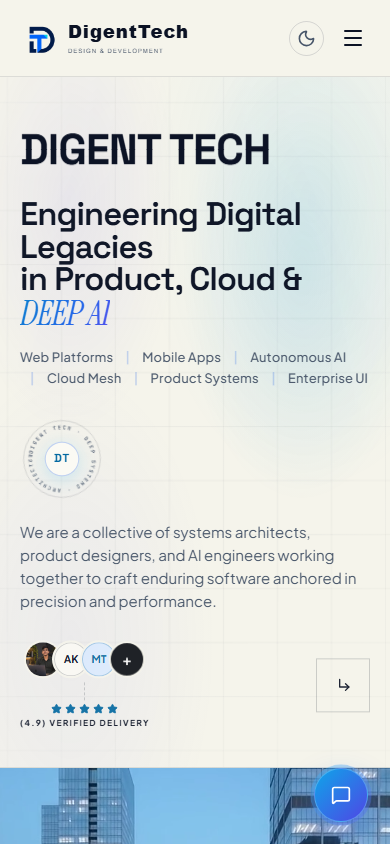 DigentTech
DESIGN & DEVELOPMENT
DIGENT TECH
Engineering Digital
Legacies
in Product, Cloud &
DEEP AI
Web Platforms | Mobile Apps | Autonomous AI
| Cloud Mesh | Product Systems | Enterprise UI
DT
We are a collective of systems architects,
product designers, and AI engineers working
together to craft enduring software anchored in
precision and performance.
AK MT +
(4.9) VERIFIED DELIVERY